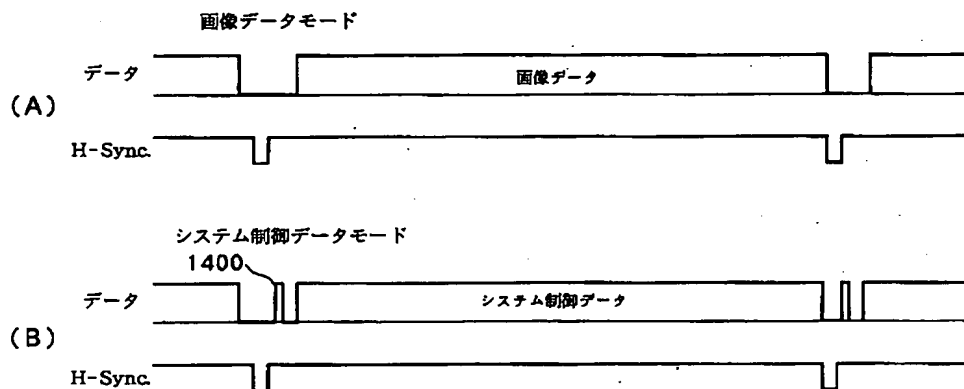 画像データモード
データ
画像データ
(A)
H-Sync.
システム制御データモード
1400
データ
システム制御データ
(B)
H-Sync.